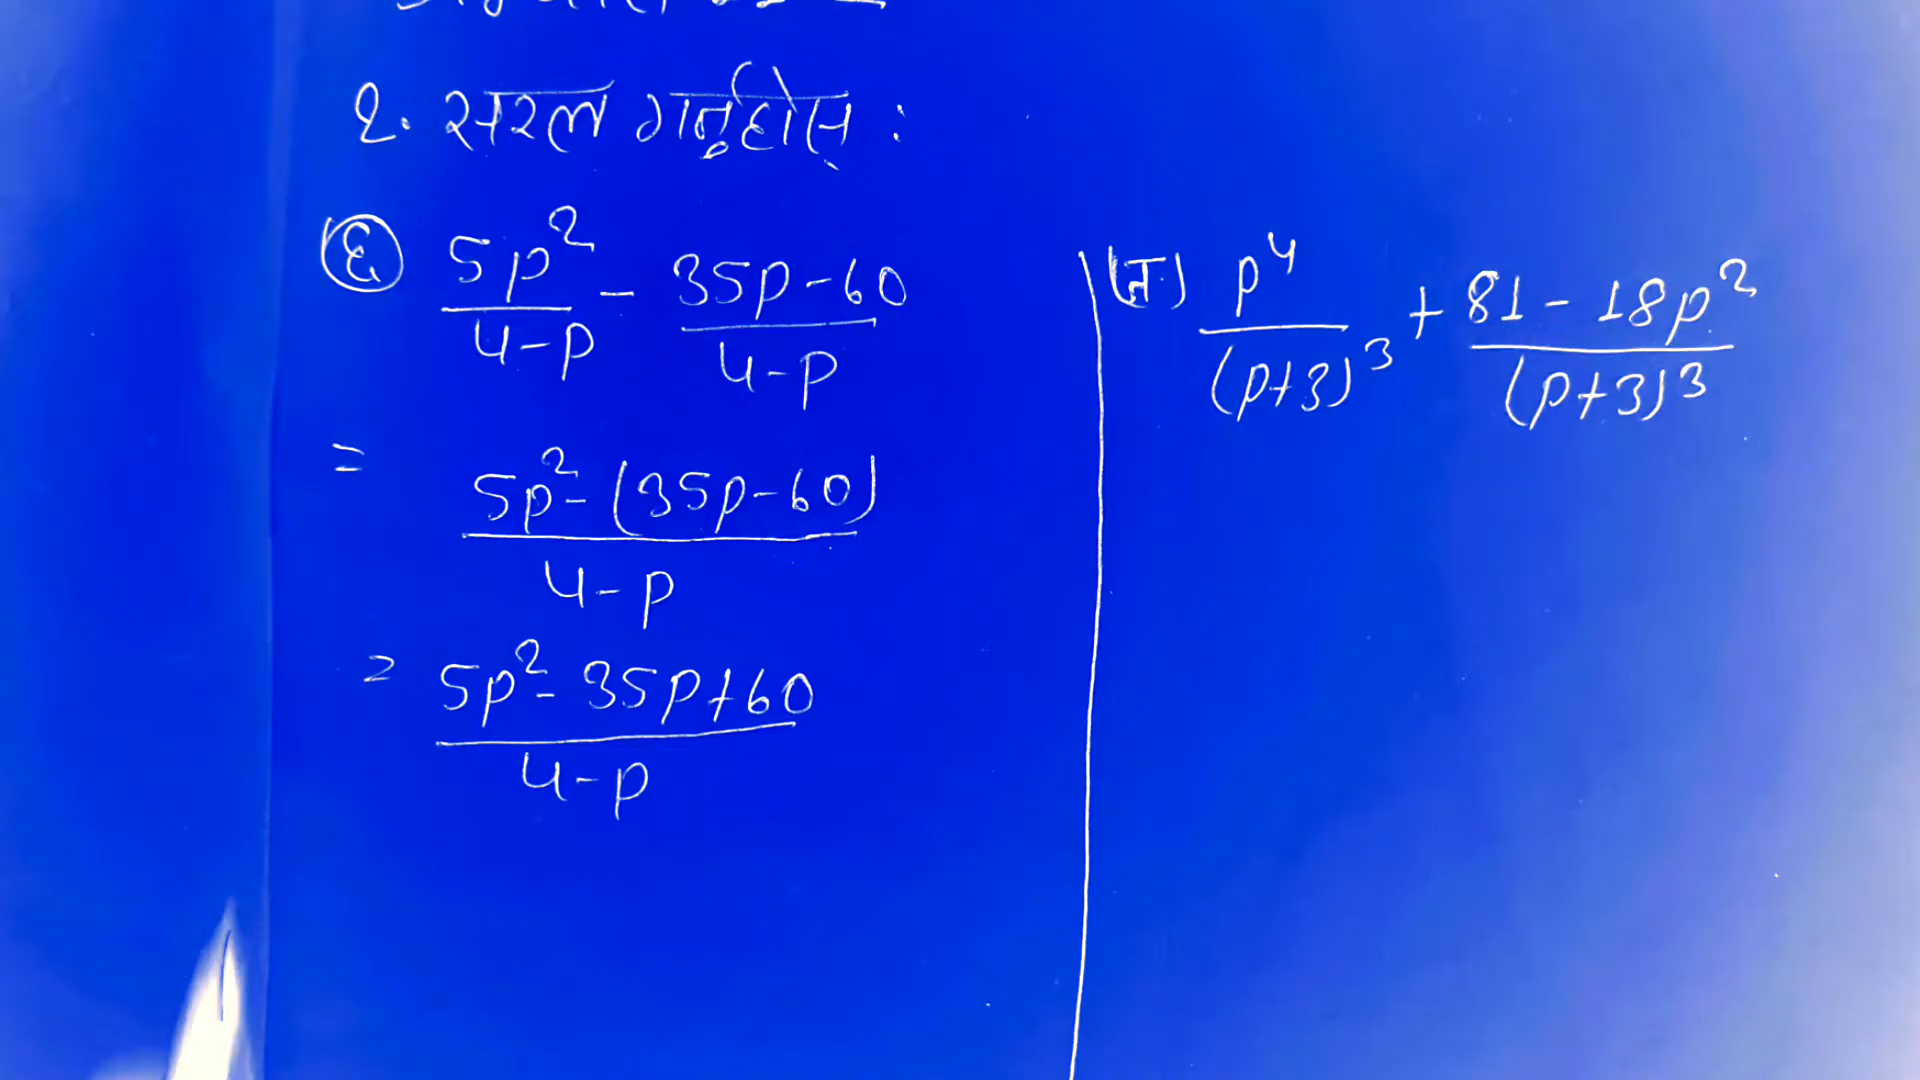 2. सरल गर्नुहोस् :
(घ) 5p²/4-p - 35p-60/4-p
= 5p²-(35p-60)/4-p
= 5p²-35p+60/4-p
(ज) p⁴/(p+3)³ + 81-18p²/(p+3)³